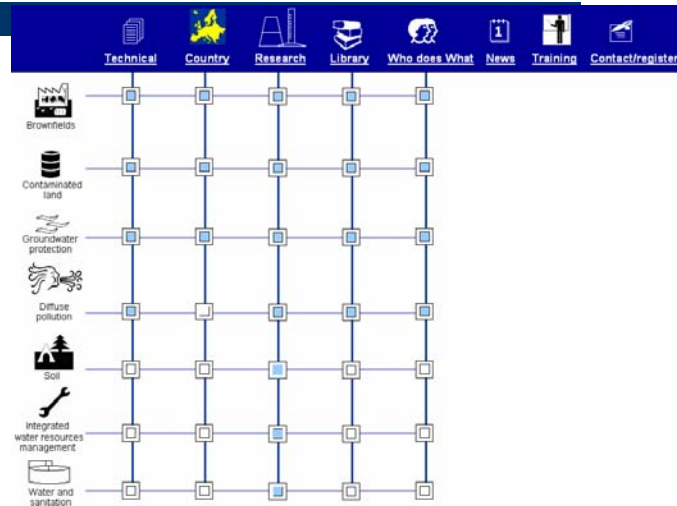 1
Technical Country Research Library Who does What News Training Contact/register
Brownfields
Contaminated
land
Groundwater
protection
Diffuse
pollution
Soil
Integrated
water resources
management
Water and
sanitation